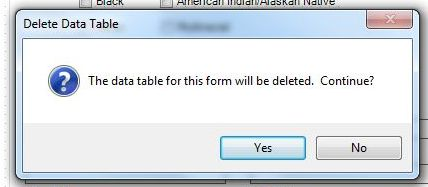 Black American Indian/Alaskan Native
Delete Data Table
The data table for this form will be deleted. Continue?
Yes No